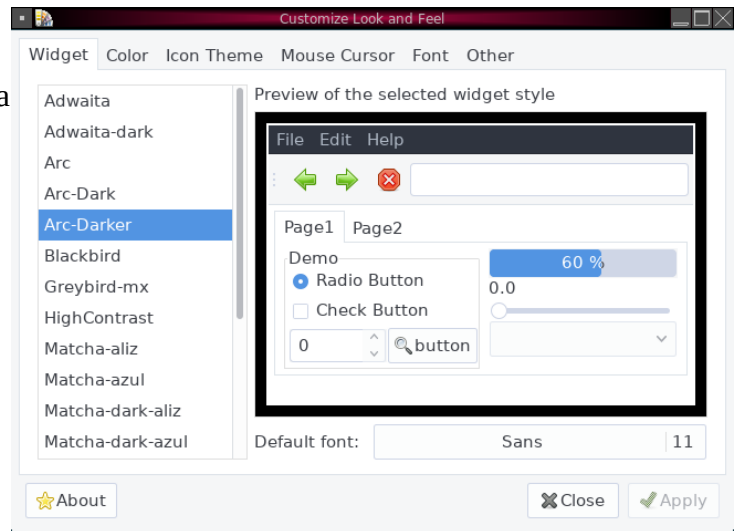 Customize Look and Feel
Widget Color Icon Theme Mouse Cursor Font Other
a
Adwaita
Adwaita-dark
Arc
Arc-Dark
Arc-Darker
Blackbird
Greybird-mx
HighContrast
Matcha-aliz
Matcha-azul
Matcha-dark-aliz
Matcha-dark-azul
Preview of the selected widget style
File Edit Help
Page1 Page2
Demo
Radio Button
Check Button
0 button
60 %
0.0
Default font: Sans 11
About Close Apply